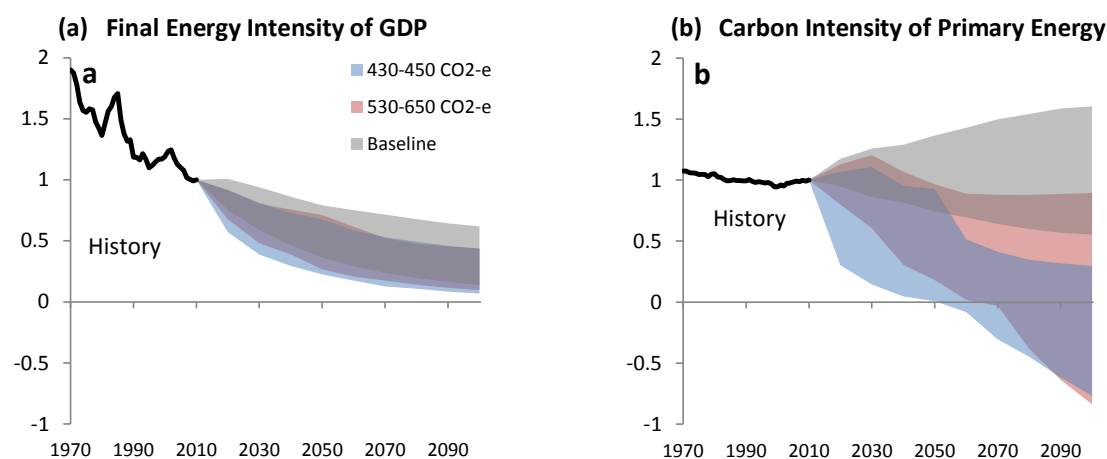 (a) Final Energy Intensity of GDP
2
a
430-450 CO2-e
530-650 CO2-e
Baseline
1.5
1
0.5
History
0
-0.5
-1
1970 1990 2010 2030 2050 2070 2090
(b) Carbon Intensity of Primary Energy
2
b
1.5
1
History
0.5
0
-0.5
-1
1970 1990 2010 2030 2050 2070 2090